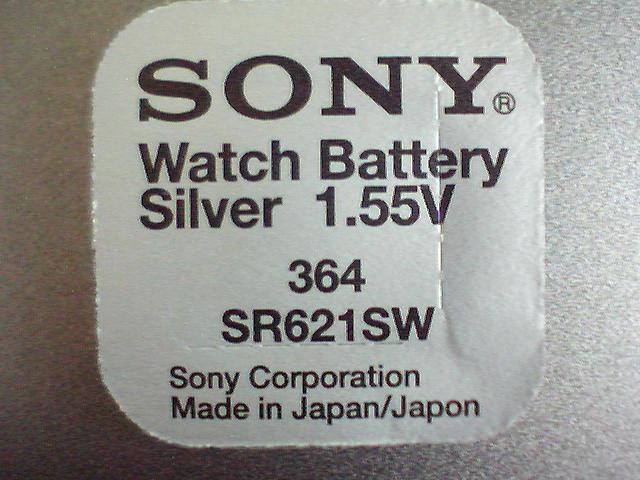 SONY®
Watch Battery
Silver 1.55V
364
SR621SW
Sony Corporation
Made in Japan/Japon